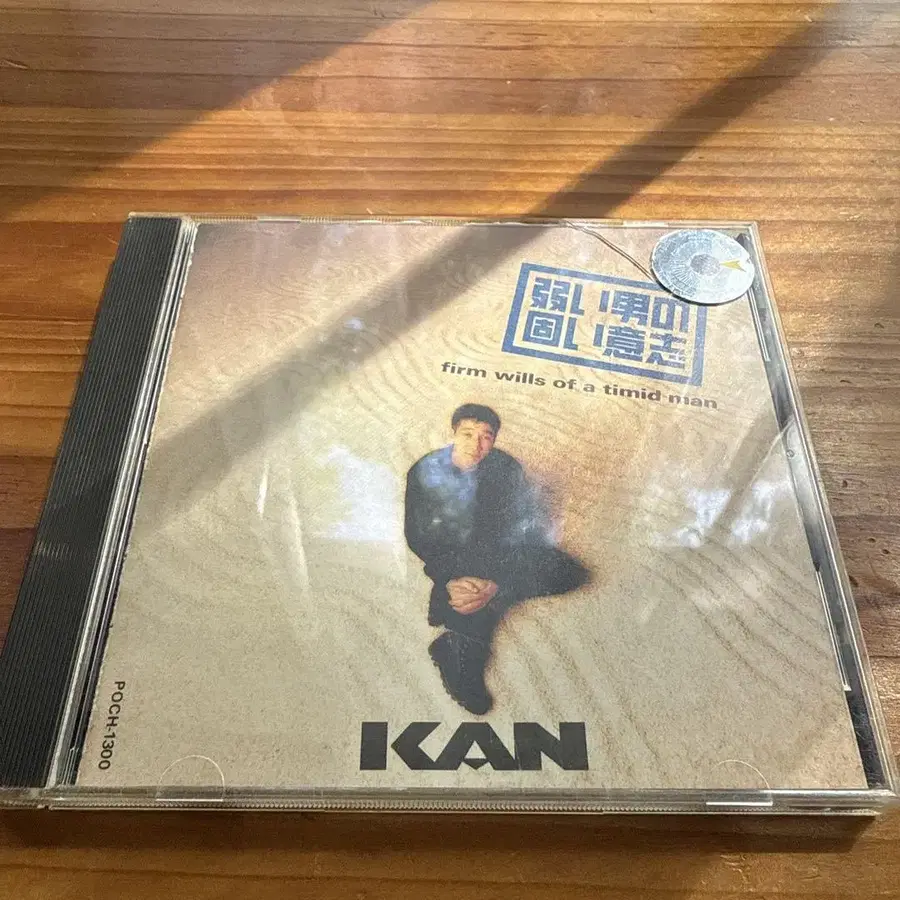 弱い男の
固い意志
firm wills of a timid man
KAN
POCH-1300